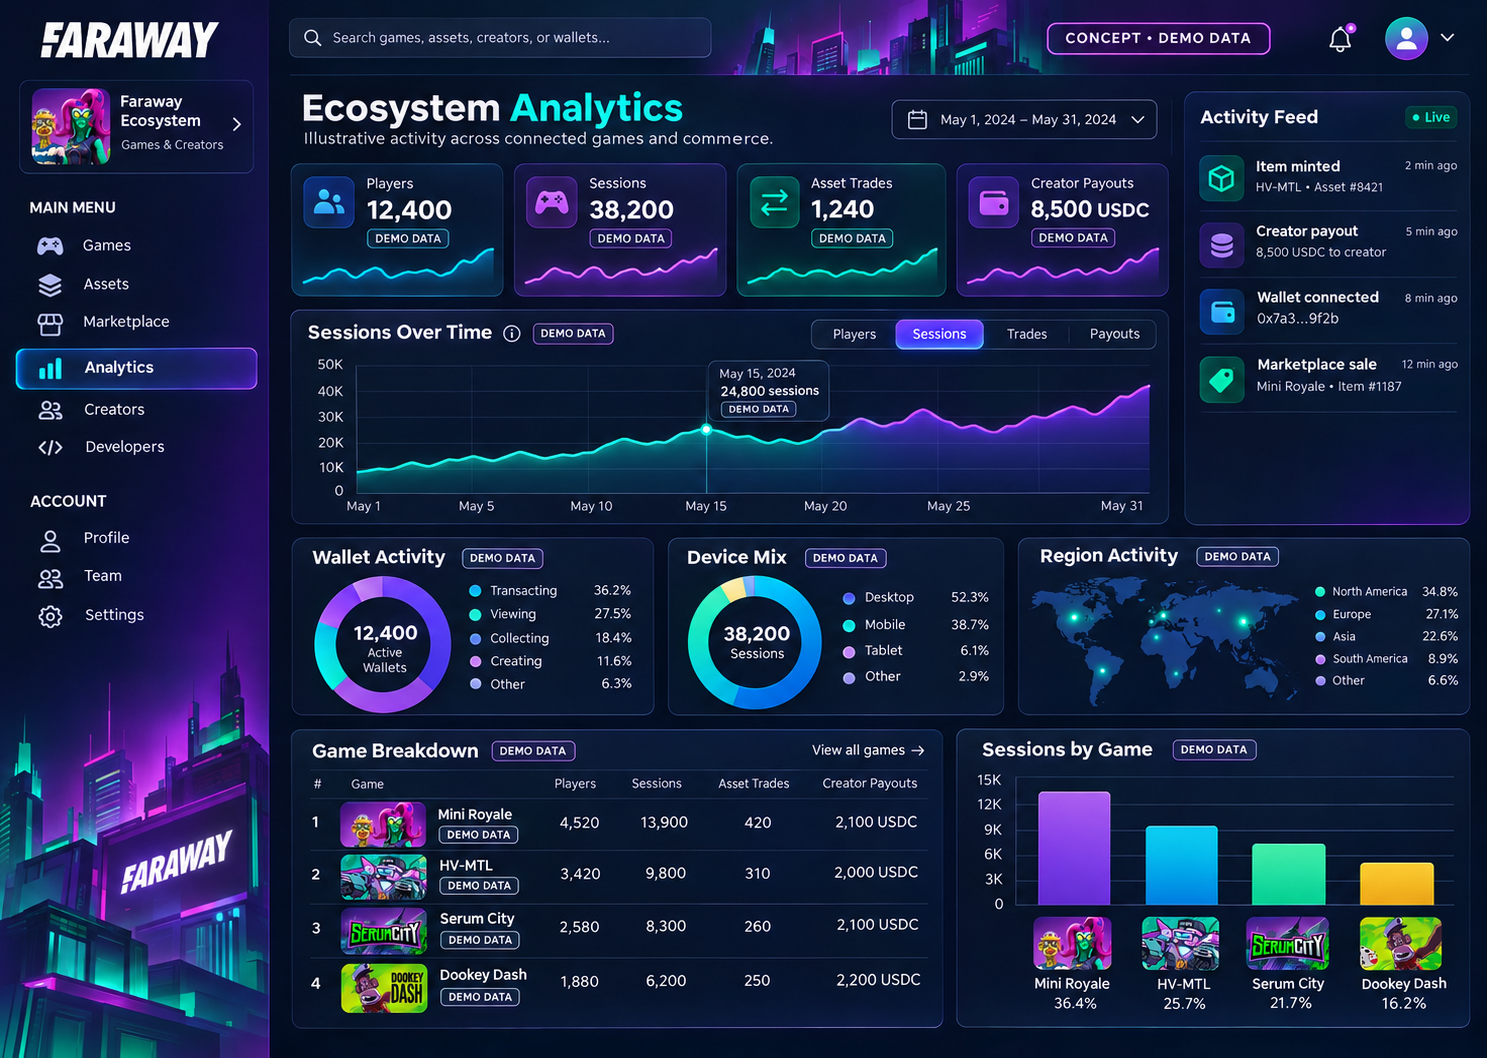 FARAWAY
Search games, assets, creators, or wallets...
CONCEPT • DEMO DATA
Faraway
Ecosystem
Games & Creators
MAIN MENU
Games
Assets
Marketplace
Analytics
Creators
Developers
ACCOUNT
Profile
Team
Settings
FARAWAY
Ecosystem Analytics
Illustrative activity across connected games and commerce.
May 1, 2024 – May 31, 2024
Players
12,400
DEMO DATA
Sessions
38,200
DEMO DATA
Asset Trades
1,240
DEMO DATA
Creator Payouts
8,500 USDC
DEMO DATA
Activity Feed
Live
Item minted 2 min ago
HV-MTL • Asset #8421
Creator payout 5 min ago
8,500 USDC to creator
Wallet connected 8 min ago
0x7a3...9f2b
Marketplace sale 12 min ago
Mini Royale • Item #1187
Sessions Over Time DEMO DATA
Players Sessions Trades Payouts
50K
40K
30K
20K
10K
0
May 15, 2024
24,800 sessions
DEMO DATA
May 1 May 5 May 10 May 15 May 20 May 25 May 31
Wallet Activity DEMO DATA
12,400
Active
Wallets
Transacting 36.2%
Viewing 27.5%
Collecting 18.4%
Creating 11.6%
Other 6.3%
Device Mix DEMO DATA
38,200
Sessions
Desktop 52.3%
Mobile 38.7%
Tablet 6.1%
Other 2.9%
Region Activity DEMO DATA
North America 34.8%
Europe 27.1%
Asia 22.6%
South America 8.9%
Other 6.6%
Game Breakdown DEMO DATA
View all games →
# Game Players Sessions Asset Trades Creator Payouts
1 Mini Royale 4,520 13,900 420 2,100 USDC
DEMO DATA
2 HV-MTL 3,420 9,800 310 2,000 USDC
DEMO DATA
3 SERUMCITY Serum City 2,580 8,300 260 2,100 USDC
DEMO DATA
4 DOOKEY DASH Dookey Dash 1,880 6,200 250 2,200 USDC
DEMO DATA
Sessions by Game DEMO DATA
15K
12K
9K
6K
3K
0
SERUMCITY
Mini Royale HV-MTL Serum City Dookey Dash
36.4% 25.7% 21.7% 16.2%